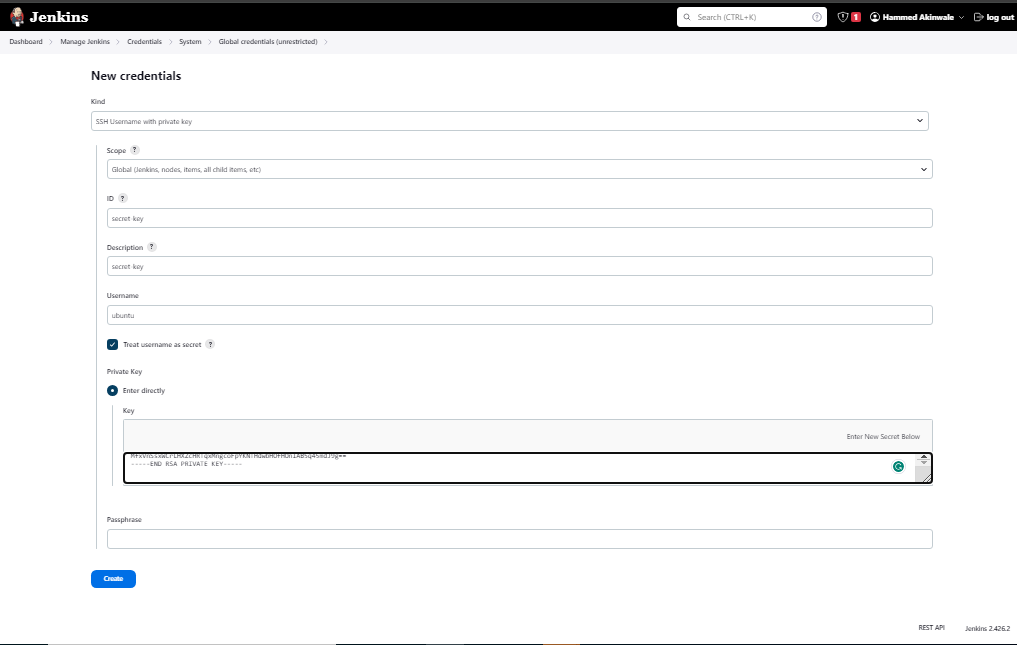 Jenkins
Search (CTRL+K)
1
Hammed Akinwale
log out
Dashboard
Manage Jenkins
Credentials
System
Global credentials (unrestricted)
New credentials
Kind
SSH Username with private key
Scope ?
Global (Jenkins, nodes, items, all child items, etc)
ID ?
secret-key
Description ?
secret-key
Username
ubuntu
Treat username as secret ?
Private Key
Enter directly
Key
Enter New Secret Below
-----END RSA PRIVATE KEY-----
Passphrase
Create
REST API
Jenkins 2.426.2